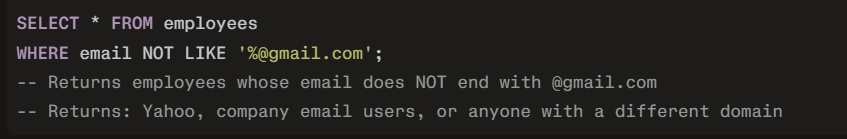 SELECT * FROM employees
WHERE email NOT LIKE '%@gmail.com';
-- Returns employees whose email does NOT end with @gmail.com
-- Returns: Yahoo, company email users, or anyone with a different domain